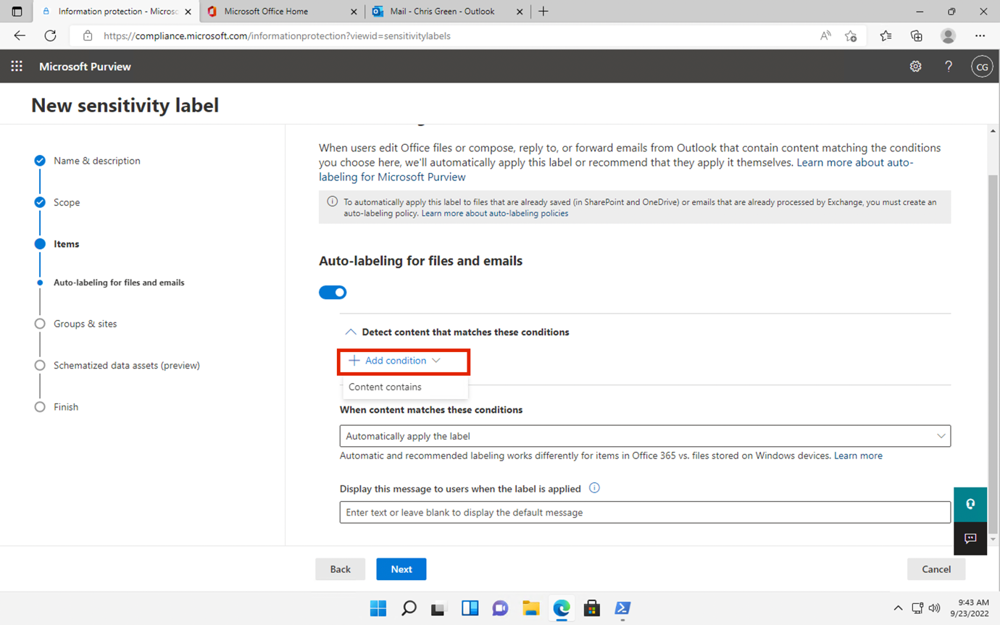 Information protection - Microsc
Microsoft Office Home
Mail - Chris Green - Outlook
https://compliance.microsoft.com/informationprotection?viewid=sensitivitylabels
Microsoft Purview
CG
New sensitivity label
Name & description
Scope
Items
Auto-labeling for files and emails
Groups & sites
Schematized data assets (preview)
Finish
When users edit Office files or compose, reply to, or forward emails from Outlook that contain content matching the conditions
you choose here, we'll automatically apply this label or recommend that they apply it themselves. Learn more about auto-
labeling for Microsoft Purview
To automatically apply this label to files that are already saved (in SharePoint and OneDrive) or emails that are already processed by Exchange, you must create an
auto-labeling policy. Learn more about auto-labeling policies
Auto-labeling for files and emails
Detect content that matches these conditions
Add condition
Content contains
When content matches these conditions
Automatically apply the label
Automatic and recommended labeling works differently for items in Office 365 vs. files stored on Windows devices. Learn more
Display this message to users when the label is applied
Enter text or leave blank to display the default message
Back
Next
Cancel
9:43 AM
9/23/2022